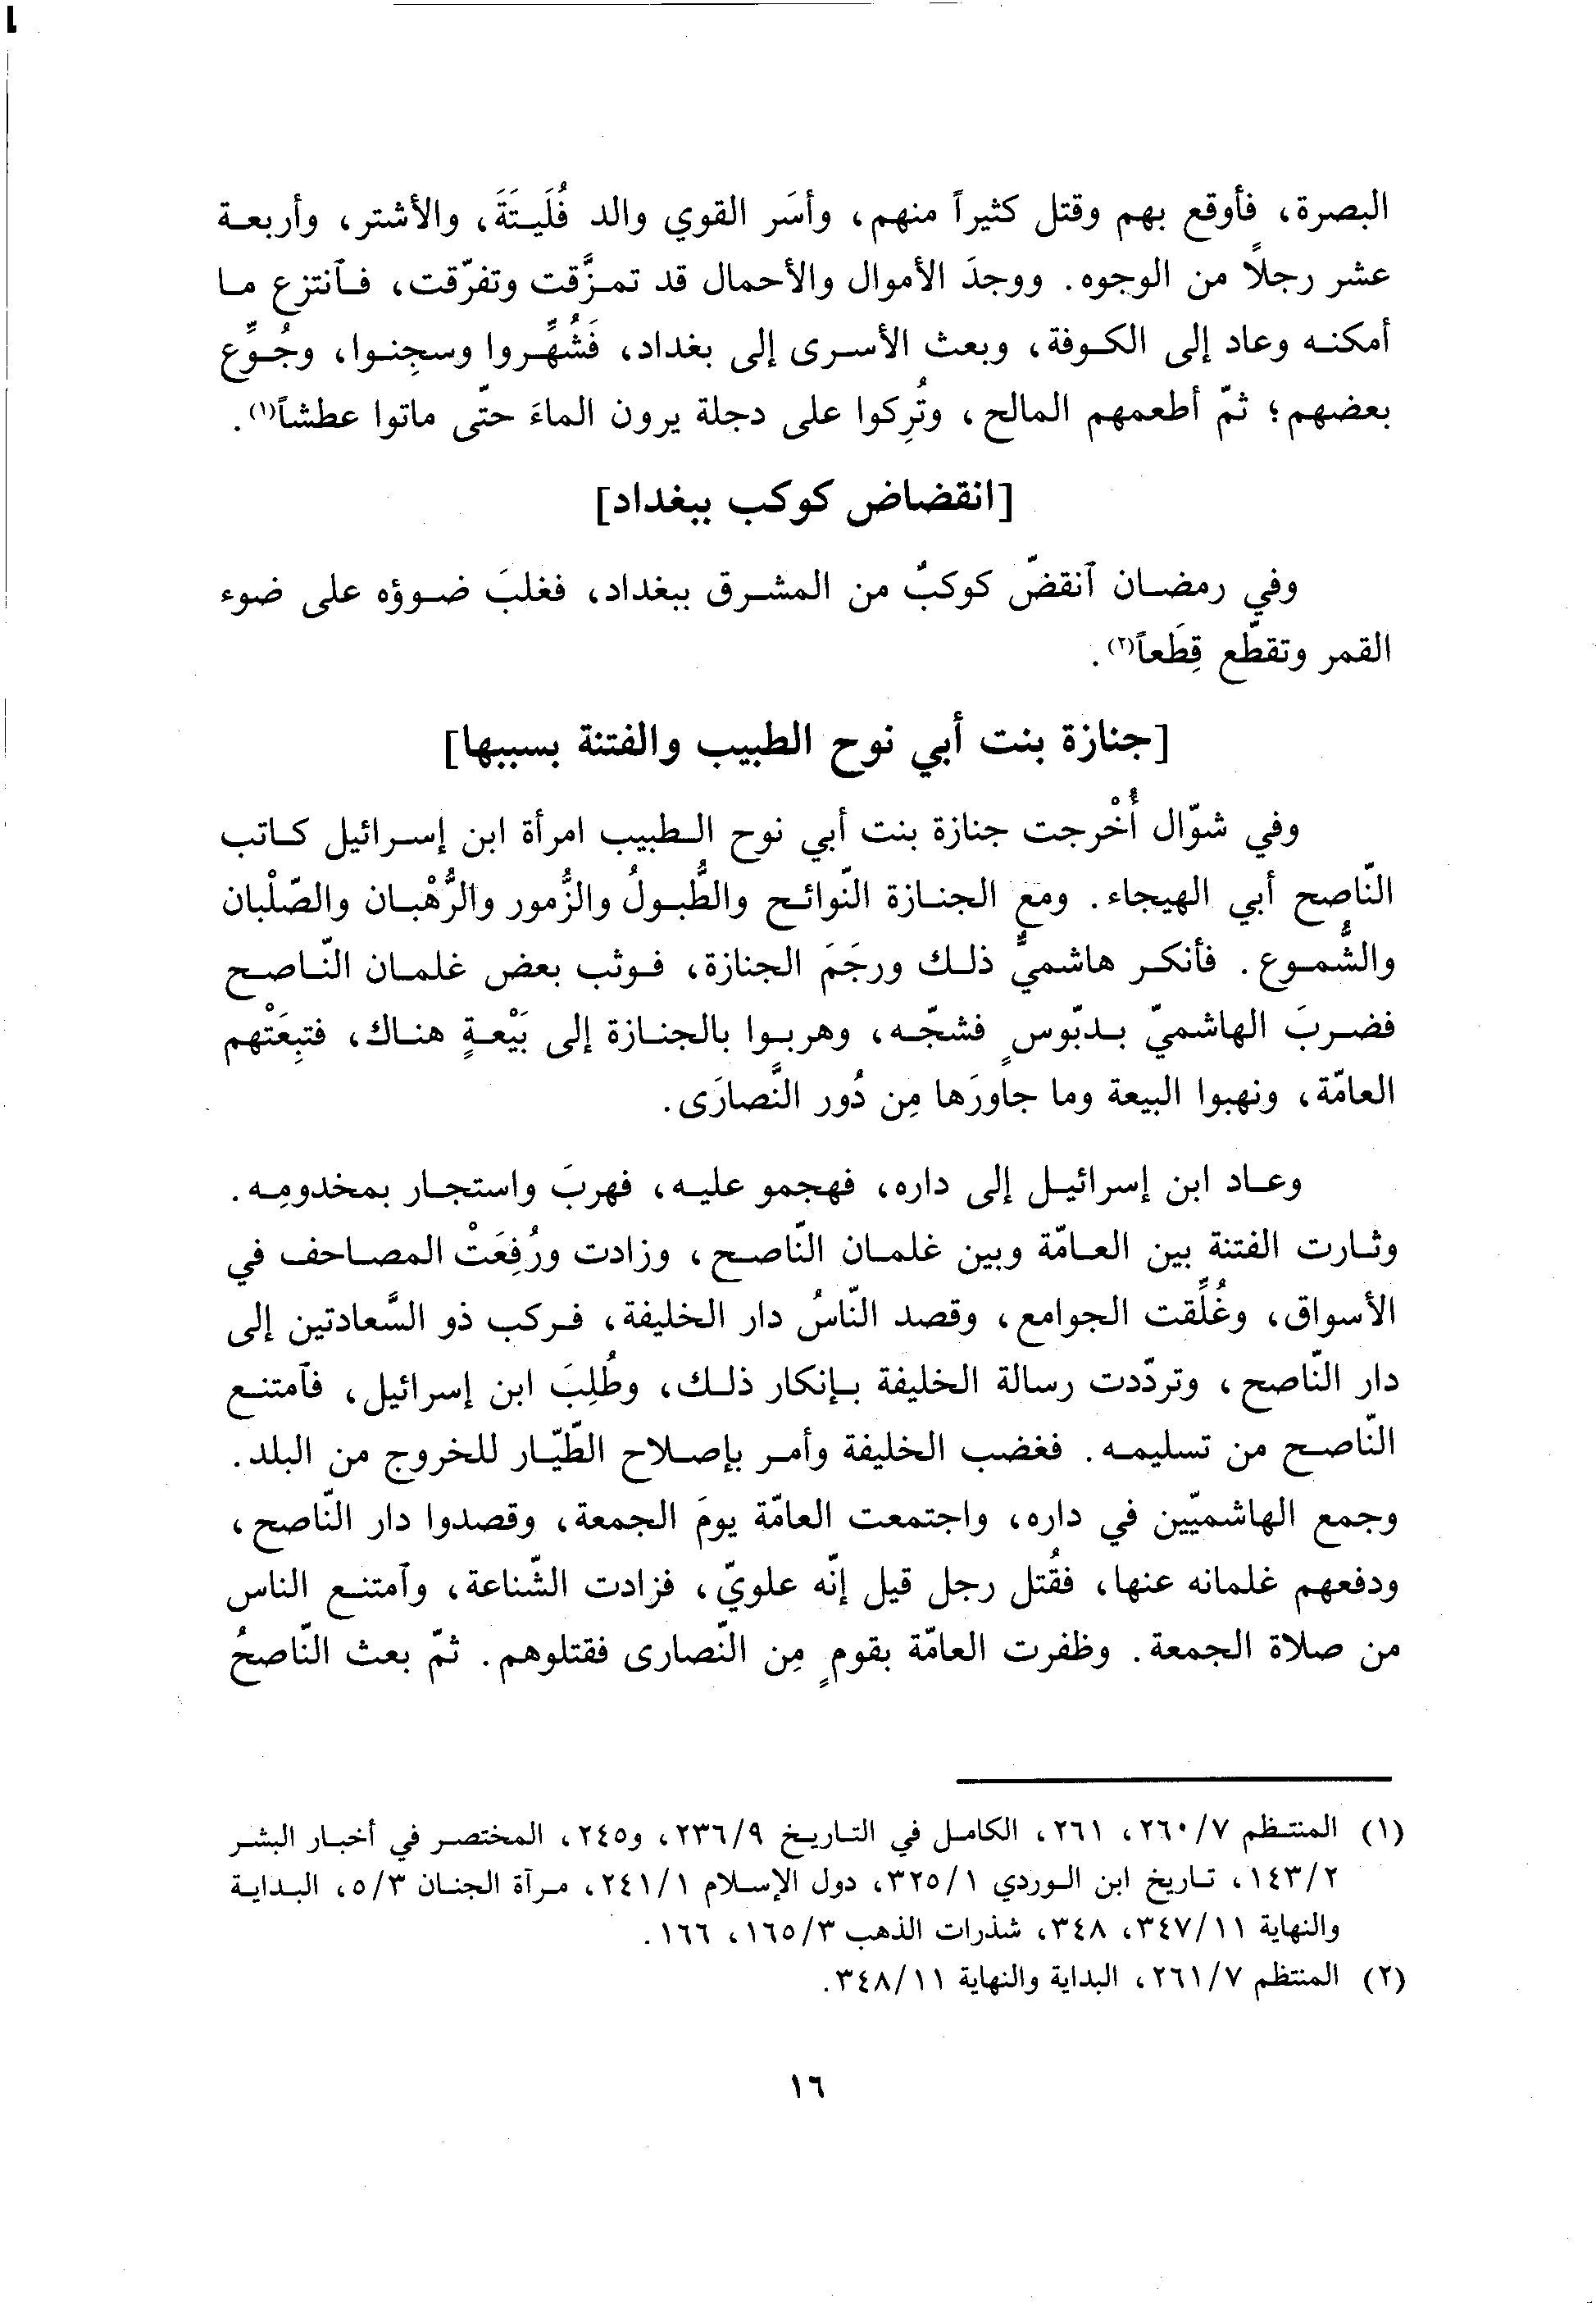 البصرة، فأوقع بهم وقتل كثيراً منهم، وأسَر القوي والد فُلَيتَةَ، والأشتر، وأربعة
عشر رجلاً من الوجوه. ووجدَ الأموال والأحمال قد تمزَّقت وتفرّقت، فٱنتزع ما
أمكنه وعاد إلى الكوفة، وبعث الأسرى إلى بغداد، فَشُهِّروا وسجِنوا، وجُوِّع
بعضهم؛ ثمّ أطعمهم المالح، وتُرِكوا على دجلة يرون الماءَ حتّى ماتوا عطشاً(١).
[انقضاض كوكب ببغداد]
وفي رمضان ٱنقضّ كوكبٌ من المشرق ببغداد، فغلبَ ضوؤه على ضوء
القمر وتقطّع قِطَعاً(٢).
[جنازة بنت أبي نوح الطبيب والفتنة بسببها]
وفي شوّال أُخْرجت جنازة بنت أبي نوح الطبيب امرأة ابن إسرائيل كاتب
النّاصح أبي الهيجاء. ومع الجنازة النّوائح والطُّبولُ والزُّمور والرُّهْبان والصّلْبان
والشُّموع. فأنكر هاشميٌّ ذلك ورجَمَ الجنازة، فوثب بعض غلمان النّاصح
فضربَ الهاشميّ بدبّوسٍ فشجّه، وهربوا بالجنازة إلى بَيْعةٍ هناك، فتبِعَتْهم
العامّة، ونهبوا البيعة وما جاورَها مِن دُور النَّصارَى.
وعاد ابن إسرائيل إلى داره، فهجمو عليه، فهربَ واستجار بمخدومِه.
وثارت الفتنة بين العامّة وبين غلمان النّاصح، وزادت ورُفِعَتْ المصاحف في
الأسواق، وغُلِّقت الجوامع، وقصد النّاسُ دار الخليفة، فركب ذو السَّعادتين إلى
دار النّاصح، وتردّدت رسالة الخليفة بإنكار ذلك، وطُلِبَ ابن إسرائيل، فٱمتنع
النّاصح من تسليمه. فغضب الخليفة وأمر بإصلاح الطّيّار للخروج من البلد.
وجمع الهاشميّين في داره، واجتمعت العامّة يومَ الجمعة، وقصدوا دار النّاصح،
ودفعهم غلمانه عنها، فقُتل رجل قيل إنّه علويّ، فزادت الشّناعة، وٱمتنع الناس
من صلاة الجمعة. وظفرت العامّة بقومٍ مِن النّصارى فقتلوهم. ثمّ بعث النّاصحُ
(١) المنتظم ٧/٢٦٠، ٢٦١، الكامل في التاريخ ٩/٢٣٦، و٢٤٥، المختصر في أخبار البشر
٢/١٤٣، تاريخ ابن الوردي ١/٣٢٥، دول الإسلام ١/٢٤١، مرآة الجنان ٣/٥، البداية
والنهاية ١١/٣٤٧، ٣٤٨، شذرات الذهب ٣/١٦٥، ١٦٦.
(٢) المنتظم ٧/٢٦١، البداية والنهاية ١١/٣٤٨.
١٦